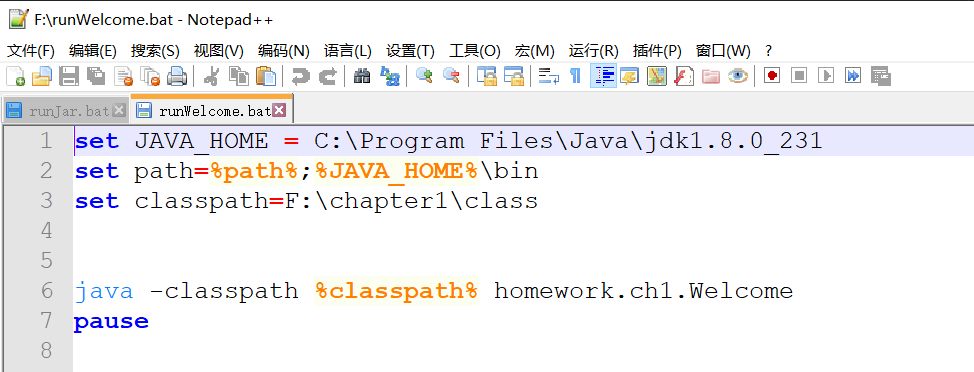 F:\runWelcome.bat - Notepad++
文件(F) 编辑(E) 搜索(S) 视图(V) 编码(N) 语言(L) 设置(T) 工具(O) 宏(M) 运行(R) 插件(P) 窗口(W) ?
runJar.bat runWelcome.bat
1 set JAVA_HOME = C:\Program Files\Java\jdk1.8.0_231
2 set path=%path%;%JAVA_HOME%\bin
3 set classpath=F:\chapter1\class
4
5
6 java -classpath %classpath% homework.ch1.Welcome
7 pause
8